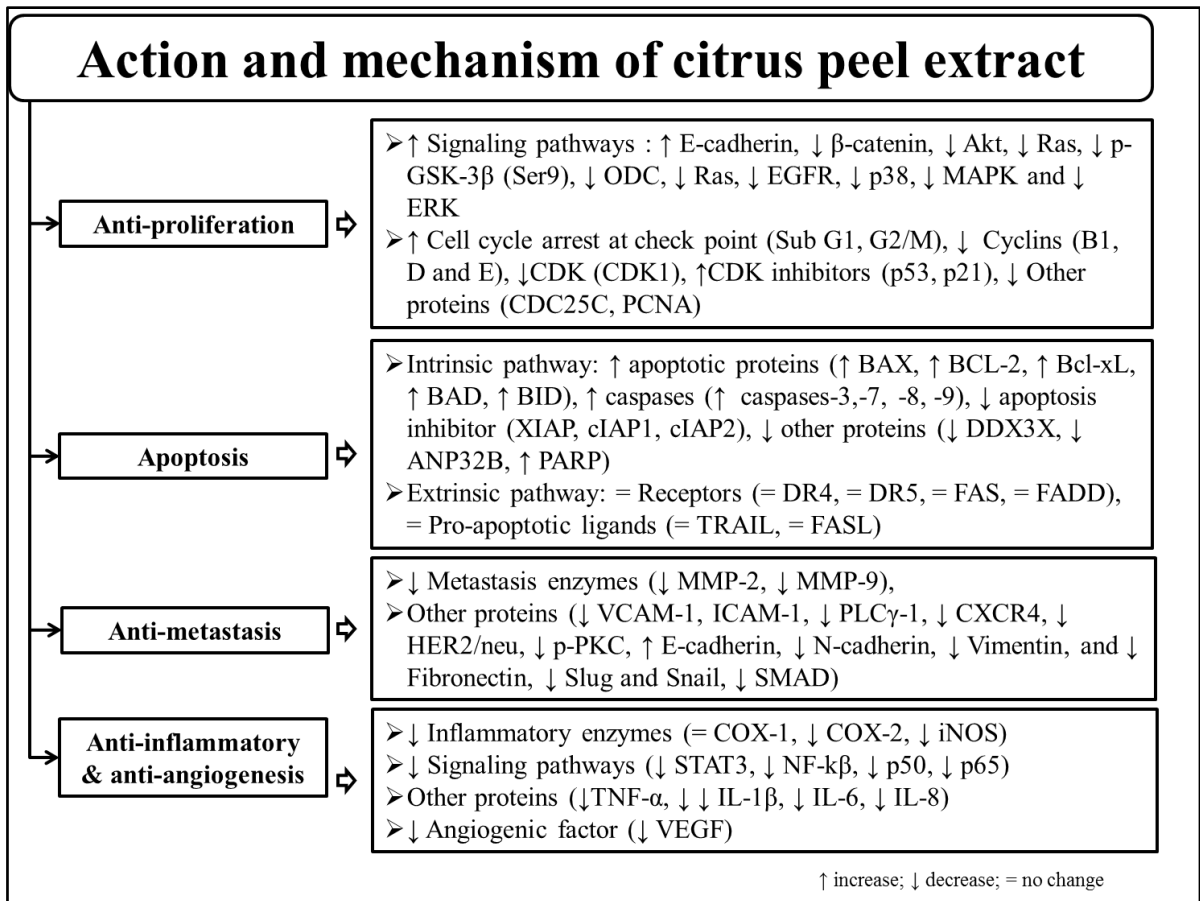 Action and mechanism of citrus peel extract
Anti-proliferation
➢↑ Signaling pathways : ↑ E-cadherin, ↓ β-catenin, ↓ Akt, ↓ Ras, ↓ p-
GSK-3β (Ser9), ↓ ODC, ↓ Ras, ↓ EGFR, ↓ p38, ↓ MAPK and ↓
ERK
➢↑ Cell cycle arrest at check point (Sub G1, G2/M), ↓ Cyclins (B1,
D and E), ↓CDK (CDK1), ↑CDK inhibitors (p53, p21), ↓ Other
proteins (CDC25C, PCNA)
Apoptosis
➢Intrinsic pathway: ↑ apoptotic proteins (↑ BAX, ↑ BCL-2, ↑ Bcl-xL,
↑ BAD, ↑ BID), ↑ caspases (↑ caspases-3,-7, -8, -9), ↓ apoptosis
inhibitor (XIAP, cIAP1, cIAP2), ↓ other proteins (↓ DDX3X, ↓
ANP32B, ↑ PARP)
➢Extrinsic pathway: = Receptors (= DR4, = DR5, = FAS, = FADD),
= Pro-apoptotic ligands (= TRAIL, = FASL)
Anti-metastasis
➢↓ Metastasis enzymes (↓ MMP-2, ↓ MMP-9),
➢Other proteins (↓ VCAM-1, ICAM-1, ↓ PLCγ-1, ↓ CXCR4, ↓
HER2/neu, ↓ p-PKC, ↑ E-cadherin, ↓ N-cadherin, ↓ Vimentin, and ↓
Fibronectin, ↓ Slug and Snail, ↓ SMAD)
Anti-inflammatory
& anti-angiogenesis
➢↓ Inflammatory enzymes (= COX-1, ↓ COX-2, ↓ iNOS)
➢↓ Signaling pathways (↓ STAT3, ↓ NF-kβ, ↓ p50, ↓ p65)
➢Other proteins (↓TNF-α, ↓ ↓ IL-1β, ↓ IL-6, ↓ IL-8)
➢↓ Angiogenic factor (↓ VEGF)
↑ increase; ↓ decrease; = no change